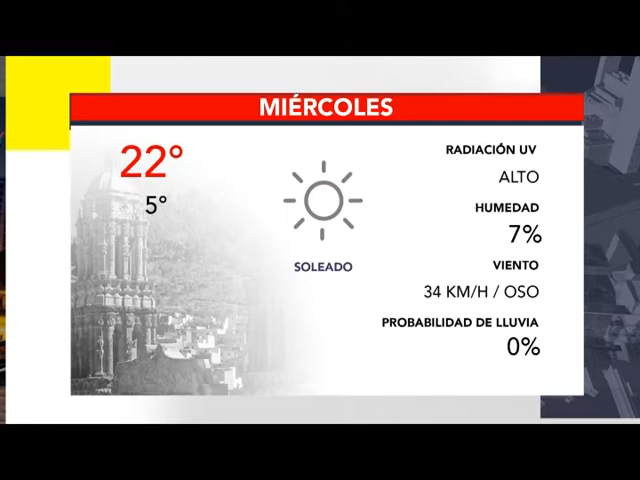 MIÉRCOLES
22°
5°
SOLEADO
RADIACIÓN UV
ALTO
HUMEDAD
7%
VIENTO
34 KM/H / OSO
PROBABILIDAD DE LLUVIA
0%